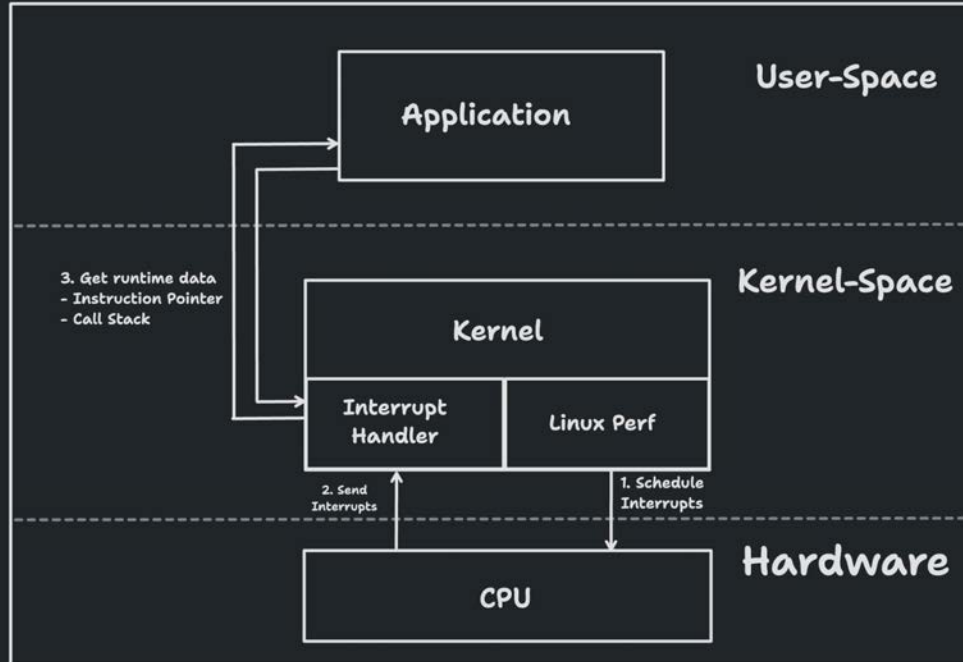 User-Space
Application
3. Get runtime data
- Instruction Pointer
- Call Stack
Kernel-Space
Kernel
Interrupt
Handler
Linux Perf
2. Send
Interrupts
1. Schedule
Interrupts
Hardware
CPU